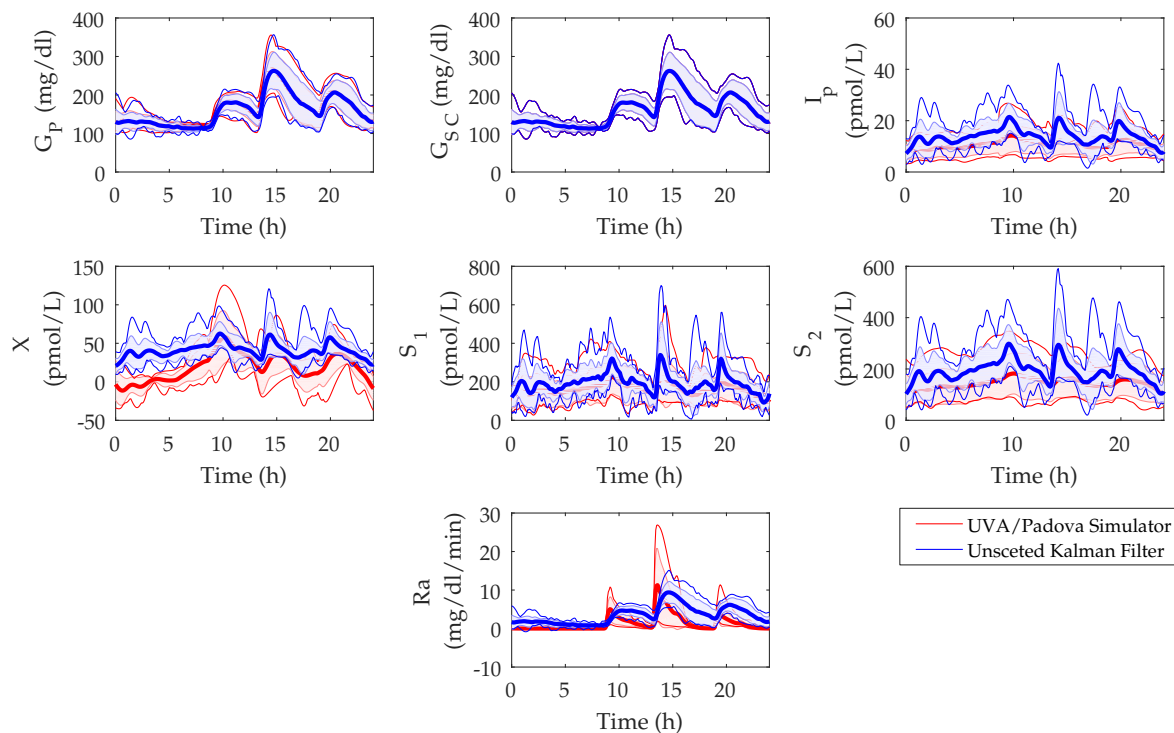 400
300
200
100
0
G_P (mg/dl)
0 5 10 15 20
Time (h)
400
300
200
100
0
G_SC (mg/dl)
0 5 10 15 20
Time (h)
60
40
20
0
I_p
(pmol/L)
0 10 20
Time (h)
150
100
50
0
-50
X
(pmol/L)
0 5 10 15 20
Time (h)
800
600
400
200
0
S_1
(pmol/L)
0 5 10 15 20
Time (h)
600
400
200
0
S_2
(pmol/L)
0 10 20
Time (h)
30
20
10
0
-10
Ra
(mg/dl/min)
0 5 10 15 20
Time (h)
UVA/Padova Simulator
Unsceted Kalman Filter